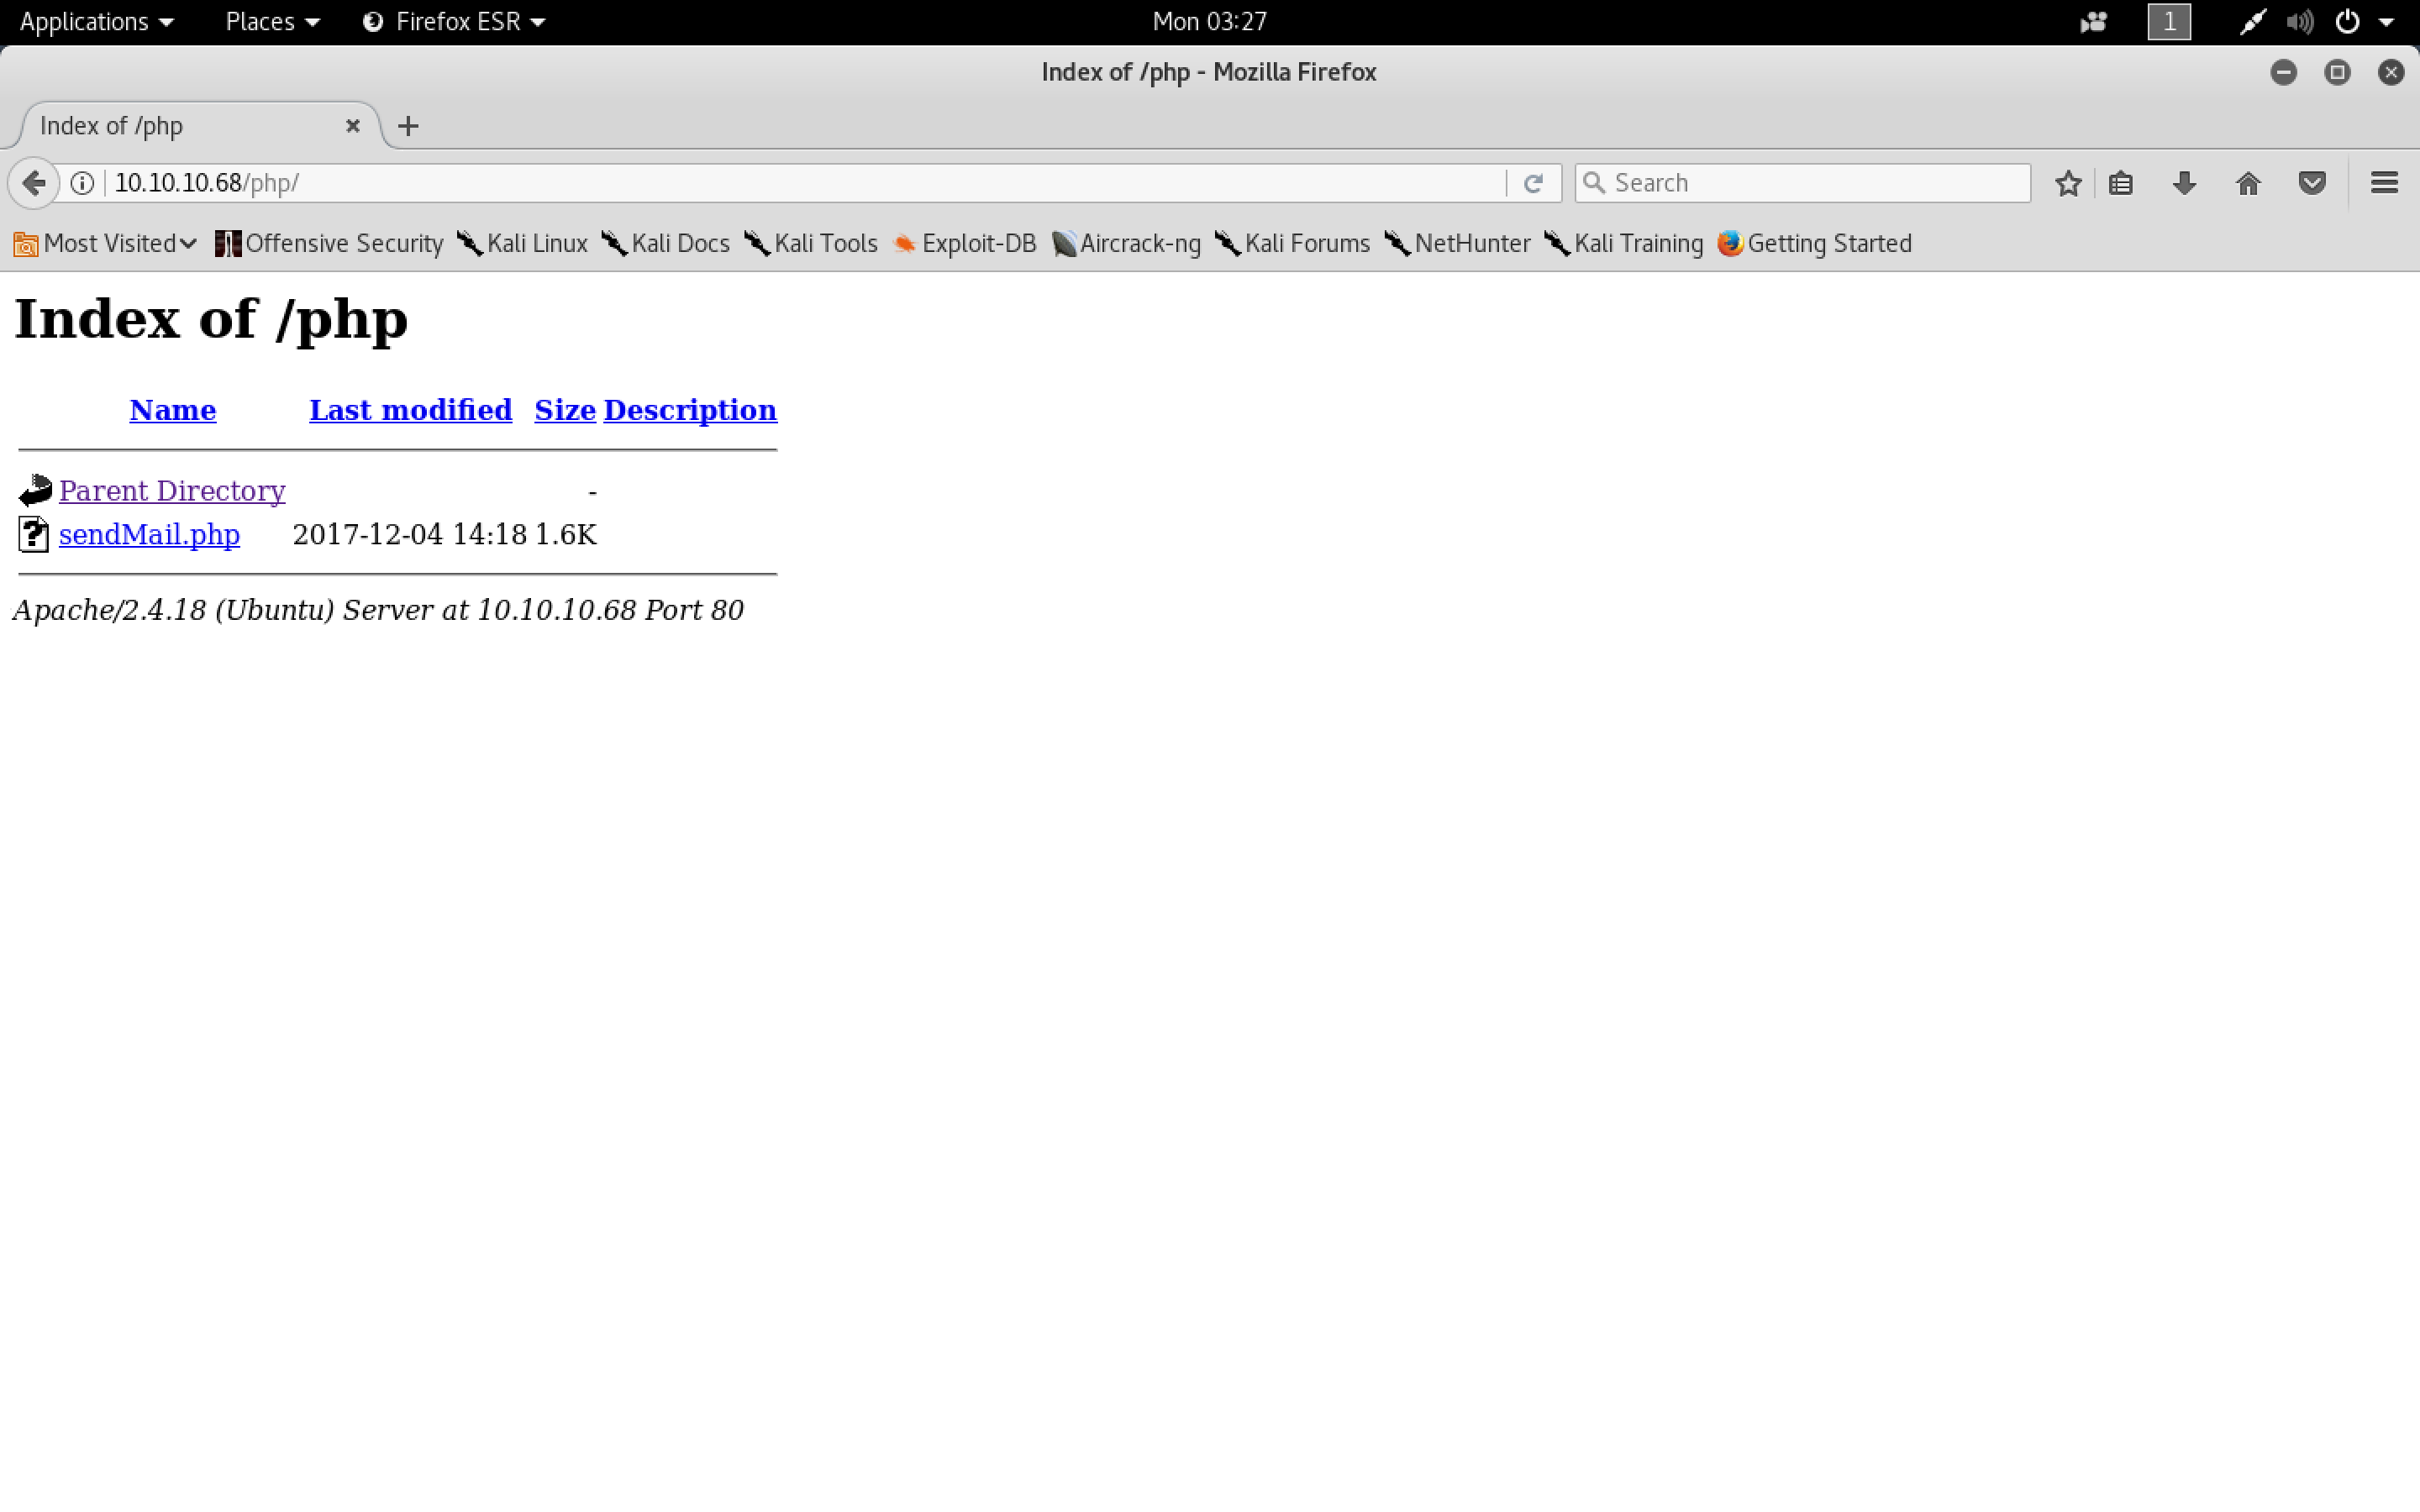 Applications Places Firefox ESR Mon 03:27 1
Index of /php - Mozilla Firefox
Index of /php
10.10.10.68/php/ Search
Most Visited Offensive Security Kali Linux Kali Docs Kali Tools Exploit-DB Aircrack-ng Kali Forums NetHunter Kali Training Getting Started
Index of /php
Name Last modified Size Description
Parent Directory -
sendMail.php 2017-12-04 14:18 1.6K
Apache/2.4.18 (Ubuntu) Server at 10.10.10.68 Port 80